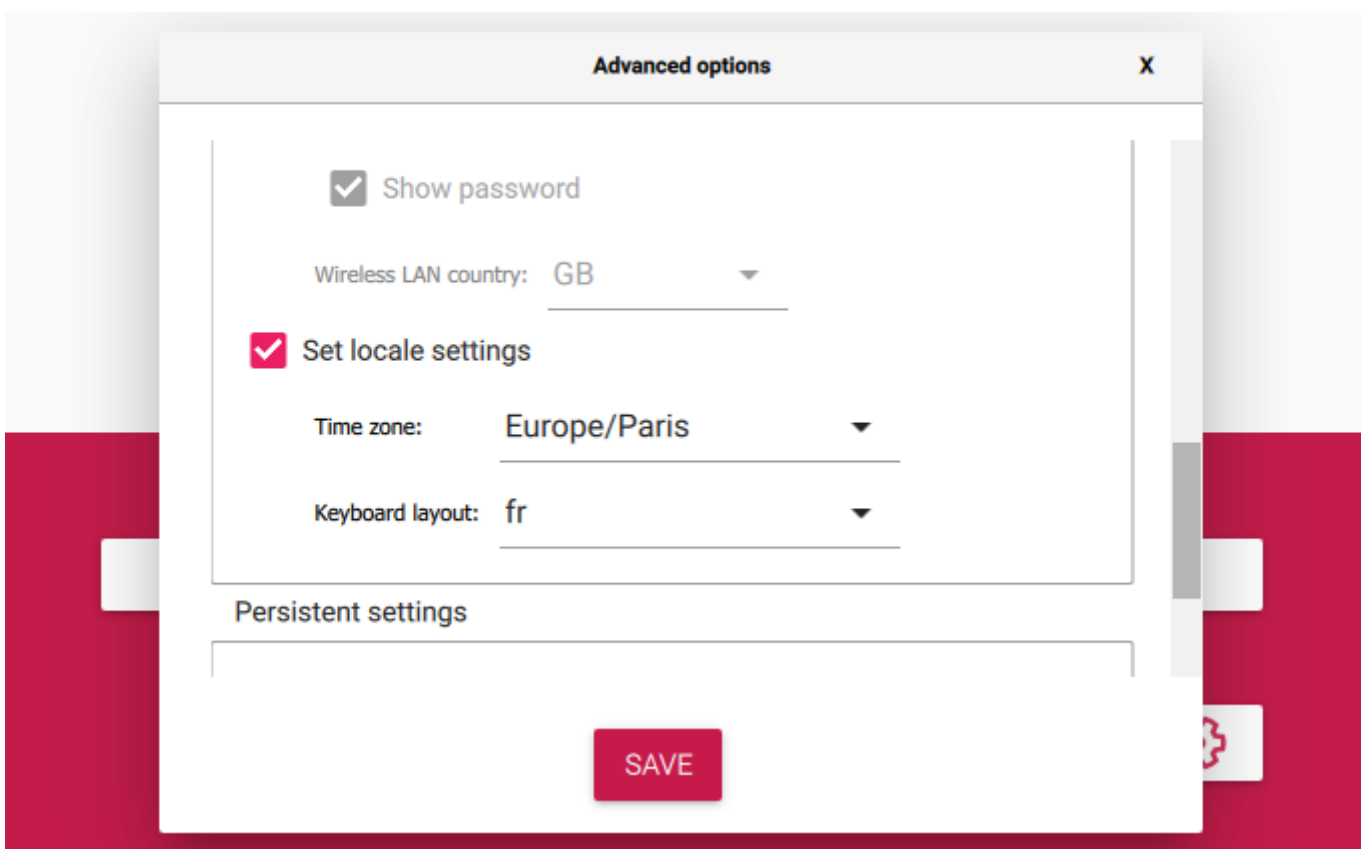 Advanced options X
Show password
Wireless LAN country: GB
Set locale settings
Time zone: Europe/Paris
Keyboard layout: fr
Persistent settings
SAVE